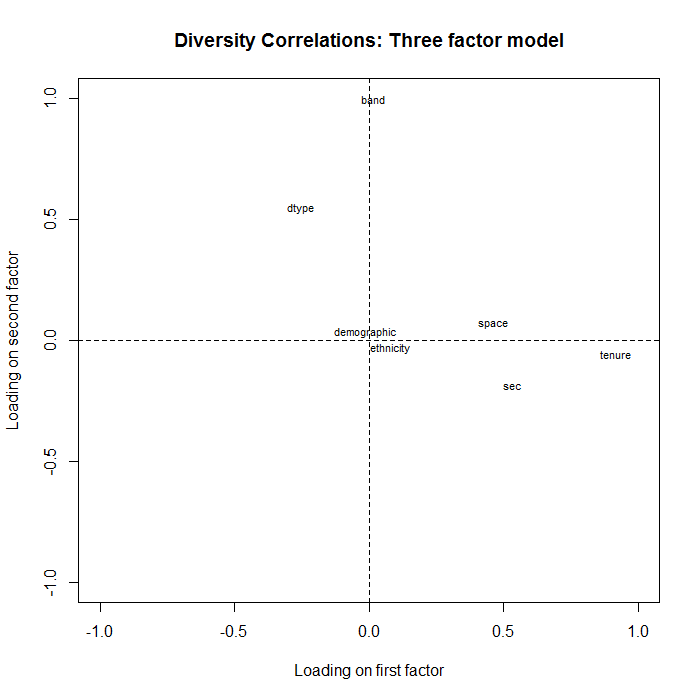 Diversity Correlations: Three factor model
1.0
band
0.5
dtype
space
demographic
0.0
ethnicity
tenure
sec
-0.5
-1.0
Loading on second factor
-1.0 -0.5 0.0 0.5 1.0
Loading on first factor